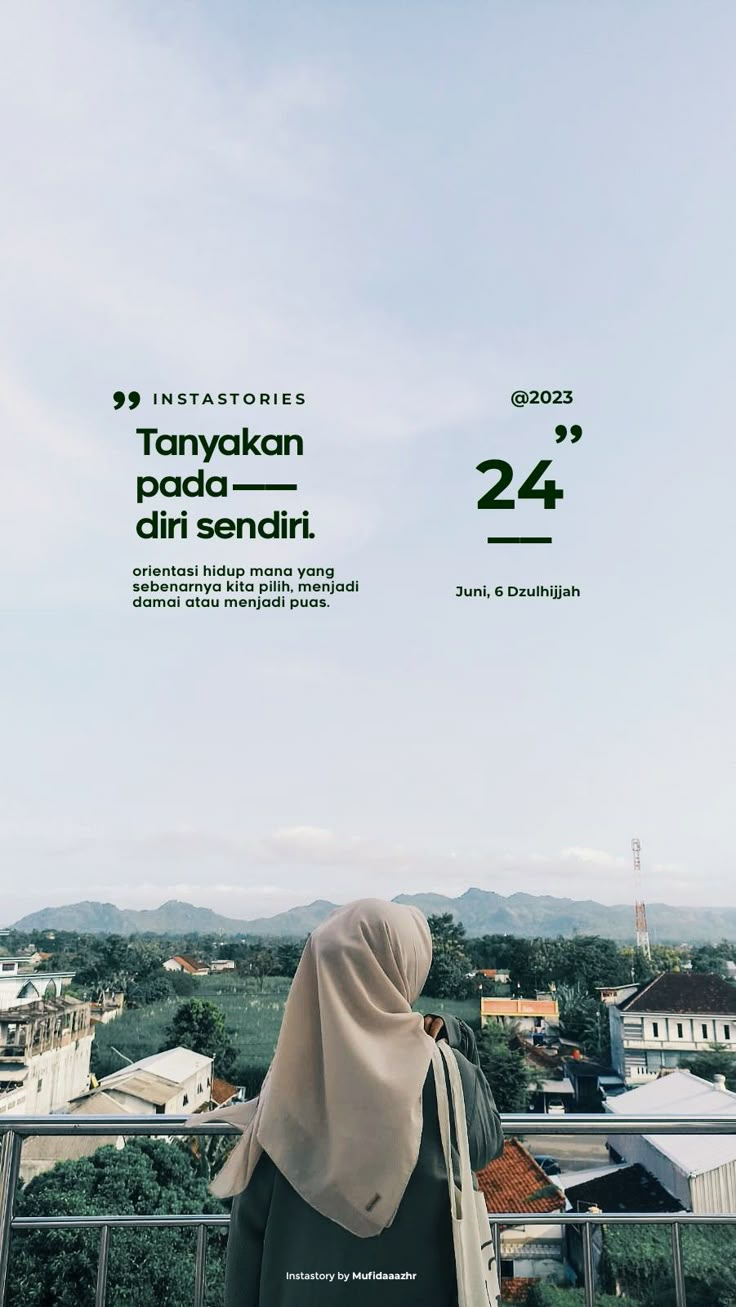 ❞ INSTASTORIES
Tanyakan
pada ——
diri sendiri.
orientasi hidup mana yang
sebenarnya kita pilih, menjadi
damai atau menjadi puas.
@2023
24”
——
Juni, 6 Dzulhijjah
Instastory by Mufidaaazhr